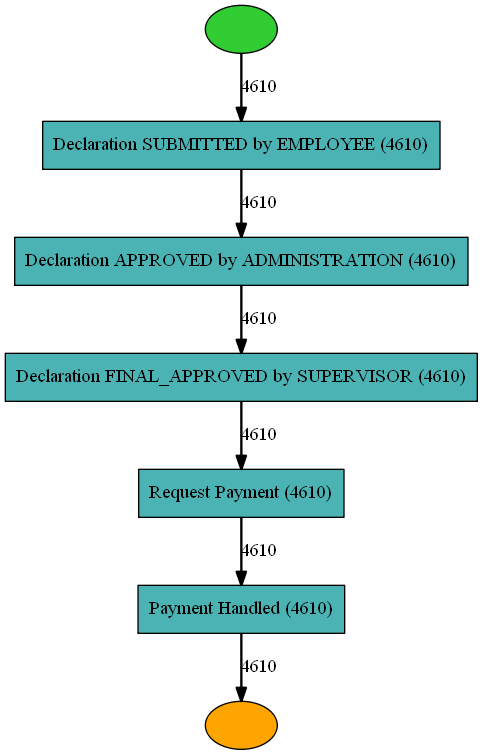 4610
Declaration SUBMITTED by EMPLOYEE (4610)
4610
Declaration APPROVED by ADMINISTRATION (4610)
4610
Declaration FINAL_APPROVED by SUPERVISOR (4610)
4610
Request Payment (4610)
4610
Payment Handled (4610)
4610